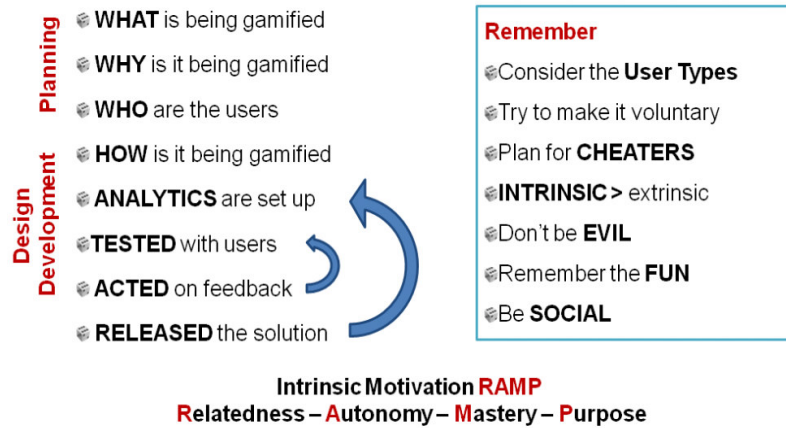 Planning
WHAT is being gamified
WHY is it being gamified
WHO are the users
Design
Development
HOW is it being gamified
ANALYTICS are set up
TESTED with users
ACTED on feedback
RELEASED the solution
Remember
Consider the User Types
Try to make it voluntary
Plan for CHEATERS
INTRINSIC > extrinsic
Don't be EVIL
Remember the FUN
Be SOCIAL
Intrinsic Motivation RAMP
Relatedness – Autonomy – Mastery – Purpose